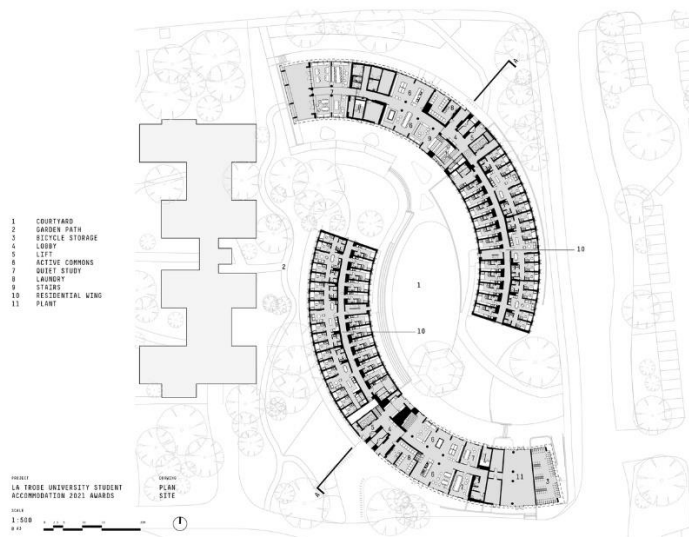 1 COURTYARD
2 GARDEN PATH
3 BICYCLE STORAGE
4 LOBBY
5 LIFT
6 ACTIVE COMMONS
7 QUIET STUDY
8 LAUNDRY
9 STAIRS
10 RESIDENTIAL WING
11 PLANT
10
2
1
10
11
3
PROJECT
LA TROBE UNIVERSITY STUDENT
ACCOMMODATION 2021 AWARDS
DRAWING
PLAN
SITE
SCALE
1:500
@ A3